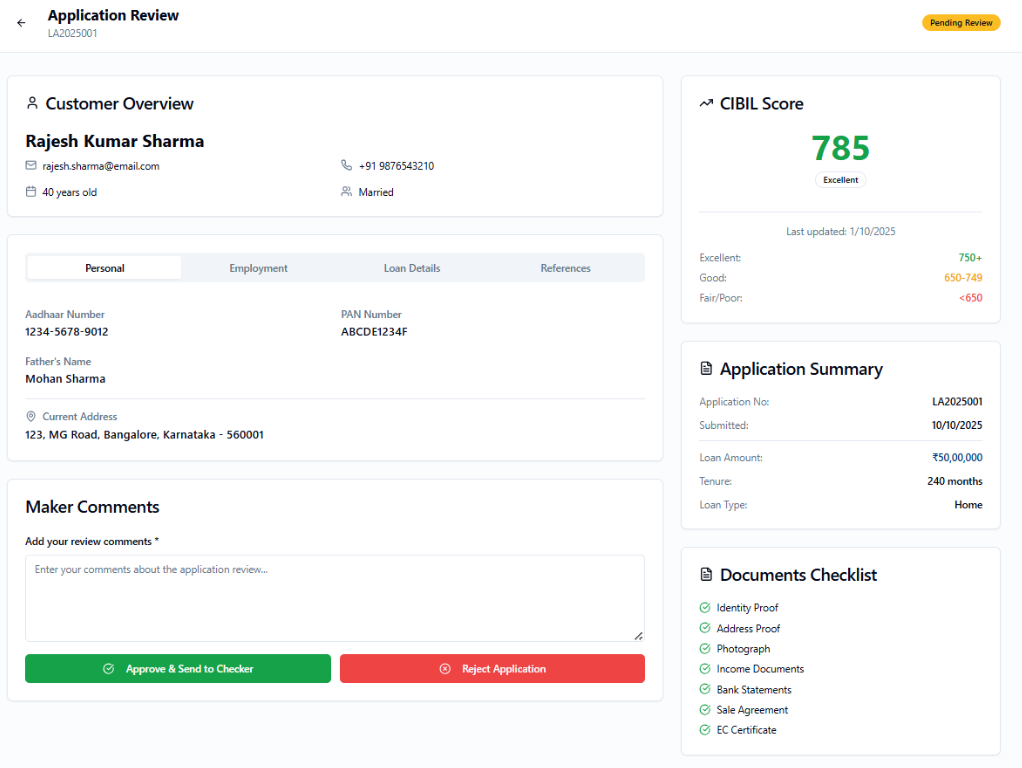 Application Review
LA2025001
Pending Review
Customer Overview
Rajesh Kumar Sharma
rajesh.sharma@email.com
+91 9876543210
40 years old
Married
Personal
Employment
Loan Details
References
Aadhaar Number
1234-5678-9012
PAN Number
ABCDE1234F
Father's Name
Mohan Sharma
Current Address
123, MG Road, Bangalore, Karnataka - 560001
Maker Comments
Add your review comments *
Enter your comments about the application review...
Approve & Send to Checker
Reject Application
CIBIL Score
785
Excellent
Last updated: 1/10/2025
Excellent: 750+
Good: 650-749
Fair/Poor: <650
Application Summary
Application No: LA2025001
Submitted: 10/10/2025
Loan Amount: ₹50,00,000
Tenure: 240 months
Loan Type: Home
Documents Checklist
Identity Proof
Address Proof
Photograph
Income Documents
Bank Statements
Sale Agreement
EC Certificate